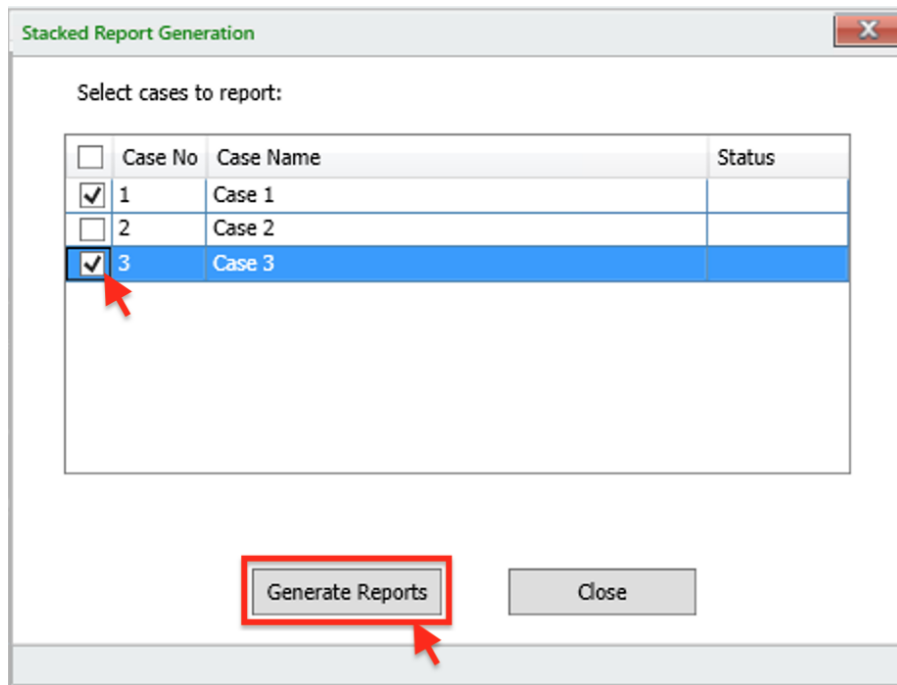 Stacked Report Generation
Select cases to report:
Case No Case Name Status
1 Case 1
2 Case 2
3 Case 3
Generate Reports Close